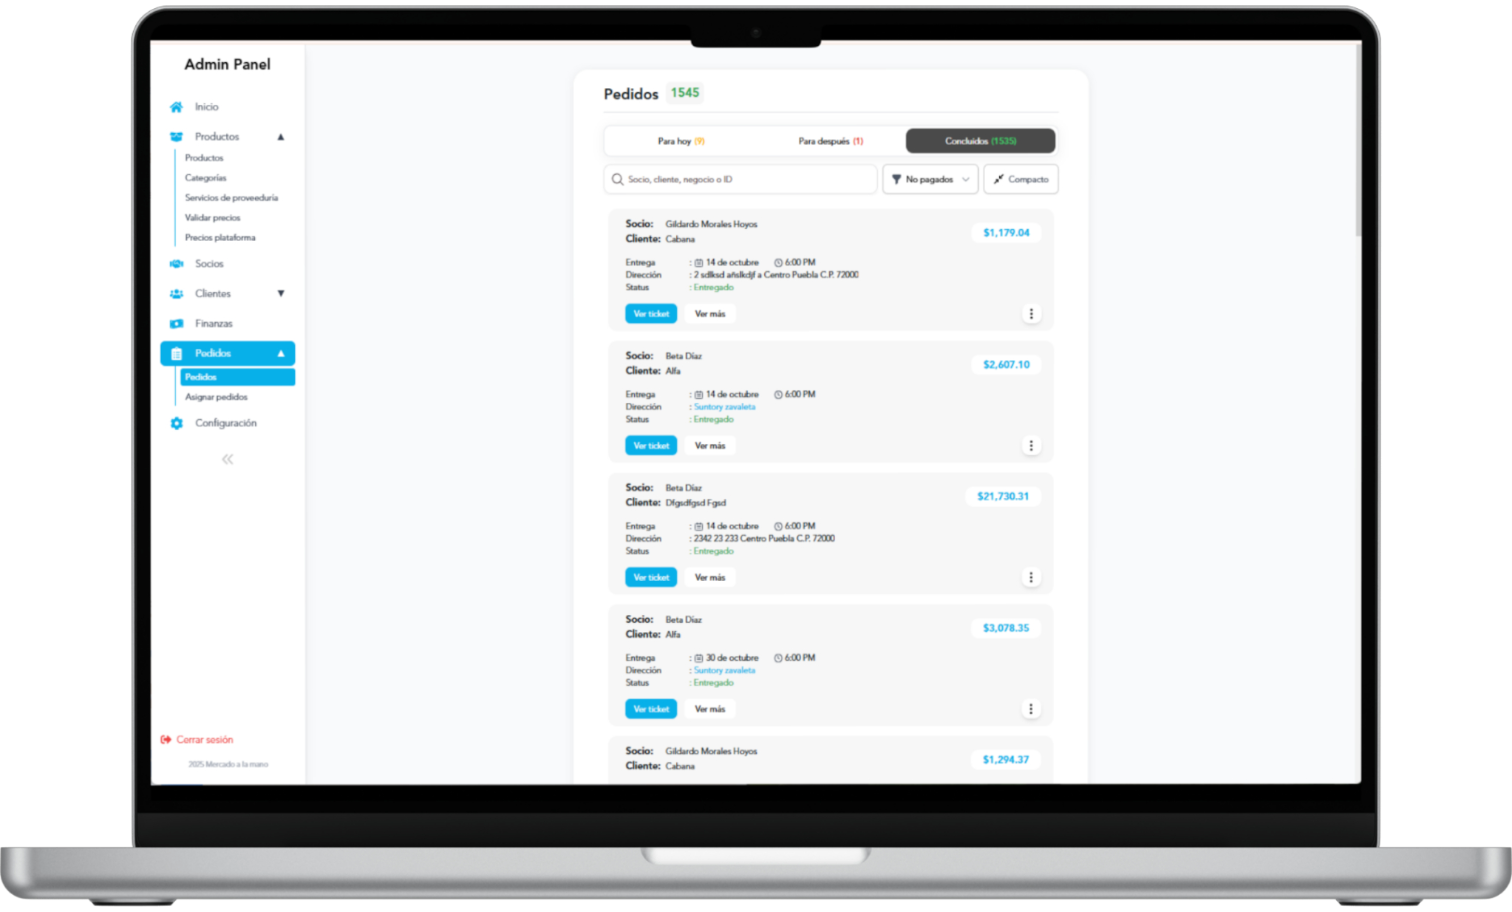 Admin Panel
Inicio
Productos
Productos
Categorías
Servicios de proveeduría
Validar precios
Precios plataforma
Socios
Clientes
Finanzas
Pedidos
Pedidos
Asignar pedidos
Configuración
Cerrar sesión
2025 Mercado a la mano
Pedidos 1545
Para hoy (9) Para después (1) Concluidos (1535)
Socio, cliente, negocio o ID No pagados Compacto
Socio: Gildardo Morales Hoyos $1,179.04
Cliente: Cabana
Entrega : 14 de octubre 6:00 PM
Dirección : 2 sdlksd añslkdjf a Centro Puebla C.P. 72000
Status : Entregado
Ver ticket Ver más
Socio: Beta Díaz $2,607.10
Cliente: Alfa
Entrega : 14 de octubre 6:00 PM
Dirección : Suntory zavaleta
Status : Entregado
Ver ticket Ver más
Socio: Beta Díaz $21,730.31
Cliente: Dfgsdfgsd Fgsd
Entrega : 14 de octubre 6:00 PM
Dirección : 2342 23 233 Centro Puebla C.P. 72000
Status : Entregado
Ver ticket Ver más
Socio: Beta Díaz $3,078.35
Cliente: Alfa
Entrega : 30 de octubre 6:00 PM
Dirección : Suntory zavaleta
Status : Entregado
Ver ticket Ver más
Socio: Gildardo Morales Hoyos $1,294.37
Cliente: Cabana